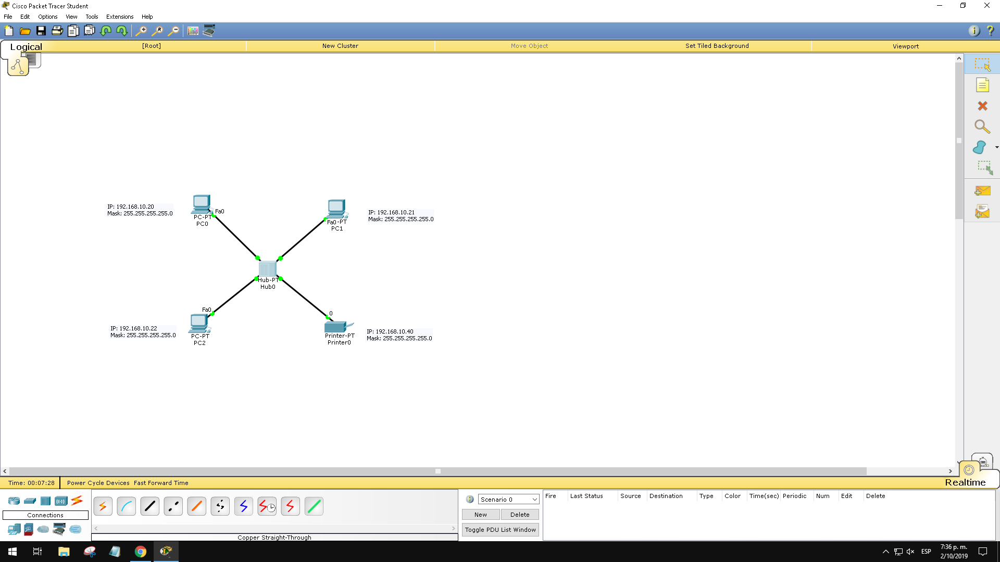 Cisco Packet Tracer Student
File Edit Options View Tools Extensions Help
Logical [Root] New Cluster Move Object Set Tiled Background Viewport
IP: 192.168.10.20
Mask: 255.255.255.255.0
Fa0
PC-PT
PC0
IP: 192.168.10.21
Mask: 255.255.255.255.0
Fa0-PT
PC1
Hub-PT
Hub0
Fa0
IP: 192.168.10.22
Mask: 255.255.255.255.0
PC-PT
PC2
0
Printer-PT
Printer0
IP: 192.168.10.40
Mask: 255.255.255.255.0
Time: 00:07:28 Power Cycle Devices Fast Forward Time Realtime
Connections
Copper Straight-Through
Scenario 0
New Delete
Toggle PDU List Window
Fire Last Status Source Destination Type Color Time(sec) Periodic Num Edit Delete
ESP
7:36 p. m.
2/10/2019